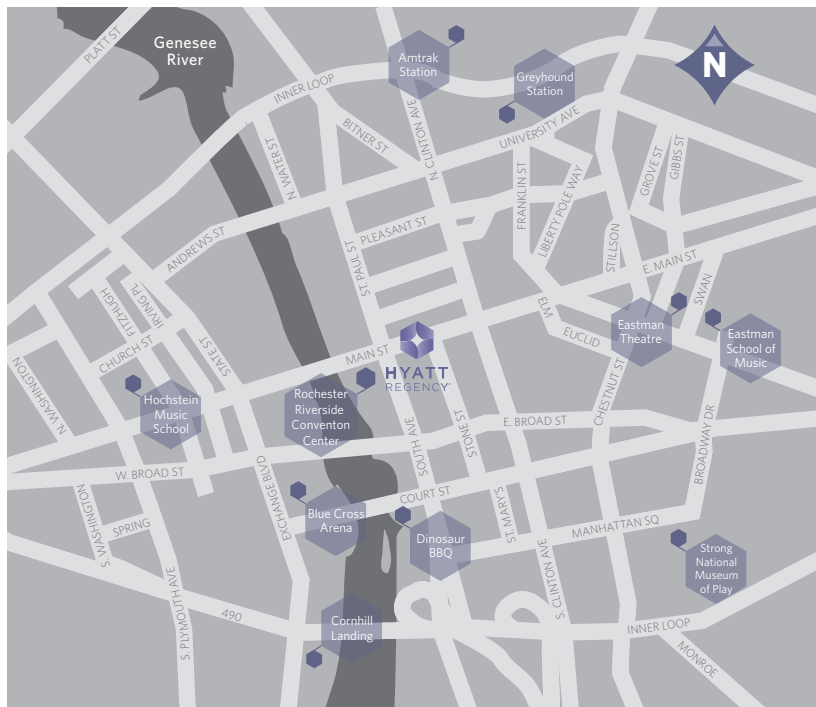 PLATT ST
Genesee
River
Amtrak
Station
Greyhound
Station
N
INNER LOOP
BITNER ST
N. CLINTON AVE
UNIVERSITY AVE
N. WATER ST
FRANKLIN ST
LIBERTY POLE WAY
GROVE ST
GIBBS ST
ANDREWS ST
PLEASANT ST
ST. PAUL ST
STILLSON
E. MAIN ST
SWAN
FITZHUGH
IRVING PL
CHURCH ST
STATE ST
MAIN ST
ELM
EUCLID
Eastman
Theatre
Eastman
School of
Music
HYATT
REGENCY®
N. WASHINGTON
Hochstein
Music
School
Rochester
Riverside
Conventon
Center
CHESTNUT ST
SOUTH AVE
STONE ST
E. BROAD ST
BROADWAY DR
W. BROAD ST
EXCHANGE BLVD
COURT ST
S. WASHINGTON
SPRING
Blue Cross
Arena
Dinosaur
BBQ
ST. MARY'S
MANHATTAN SQ
Strong
National
Museum
of Play
S. PLYMOUTH AVE
S. CLINTON AVE
490
Cornhill
Landing
INNER LOOP
MONROE